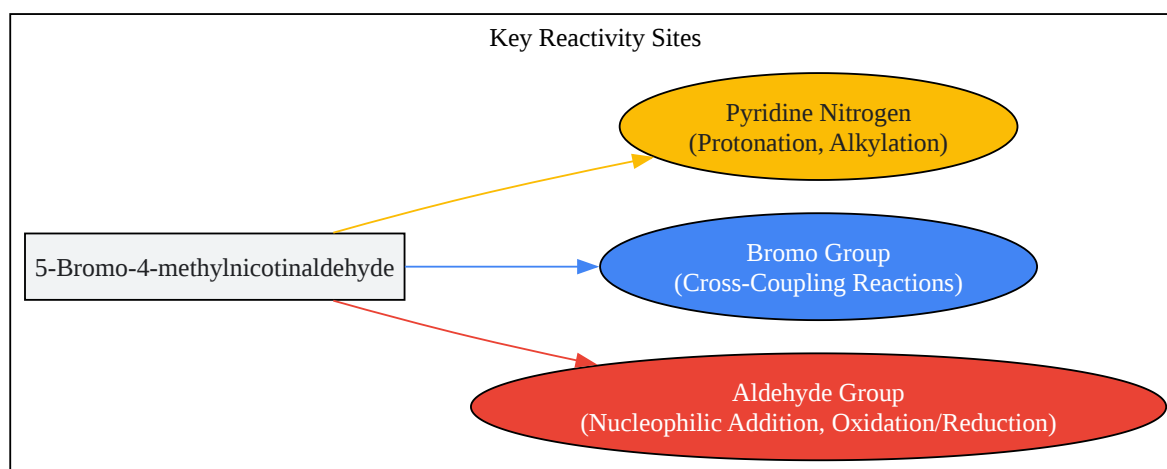 Key Reactivity Sites
Pyridine Nitrogen
(Protonation, Alkylation)
5-Bromo-4-methylnicotinaldehyde
Bromo Group
(Cross-Coupling Reactions)
Aldehyde Group
(Nucleophilic Addition, Oxidation/Reduction)